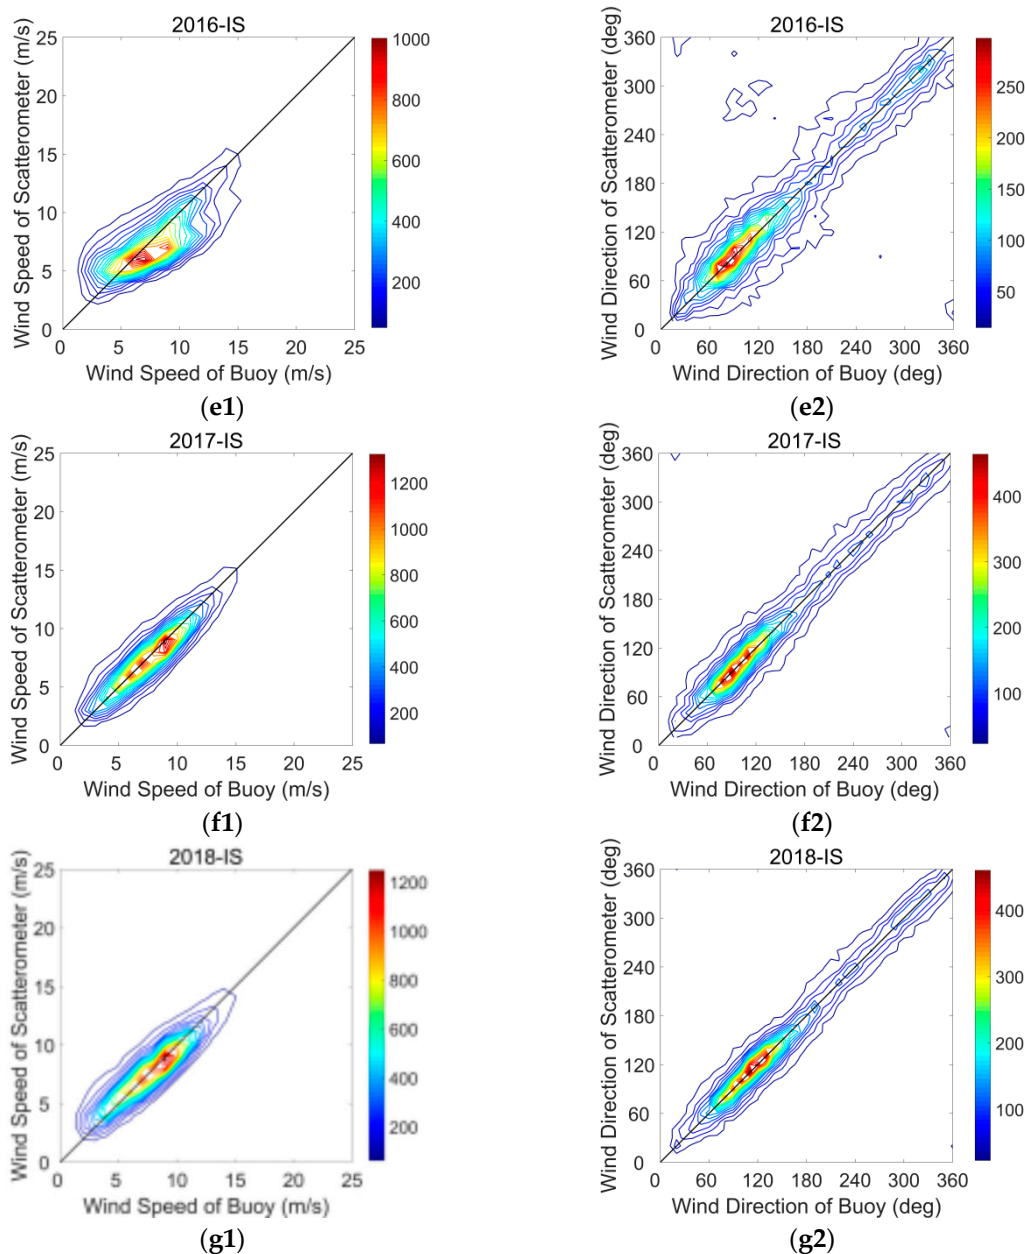 2016-IS
Wind Speed of Scatterometer (m/s)
25
20
15
10
5
0
0 5 10 15 20 25
Wind Speed of Buoy (m/s)
1000
800
600
400
200
(e1)
2016-IS
Wind Direction of Scatterometer (deg)
360
300
240
180
120
60
0
0 60 120 180 240 300 360
Wind Direction of Buoy (deg)
250
200
150
100
50
(e2)
2017-IS
Wind Speed of Scatterometer (m/s)
25
20
15
10
5
0
0 5 10 15 20 25
Wind Speed of Buoy (m/s)
1200
1000
800
600
400
200
(f1)
2017-IS
Wind Direction of Scatterometer (deg)
360
300
240
180
120
60
0
0 60 120 180 240 300 360
Wind Direction of Buoy (deg)
400
300
200
100
(f2)
2018-IS
Wind Speed of Scatterometer (m/s)
25
20
15
10
5
0
0 5 10 15 20 25
Wind Speed of Buoy (m/s)
1200
1000
800
600
400
200
(g1)
2018-IS
Wind Direction of Scatterometer (deg)
360
300
240
180
120
60
0
0 60 120 180 240 300 360
Wind Direction of Buoy (deg)
400
300
200
100
(g2)